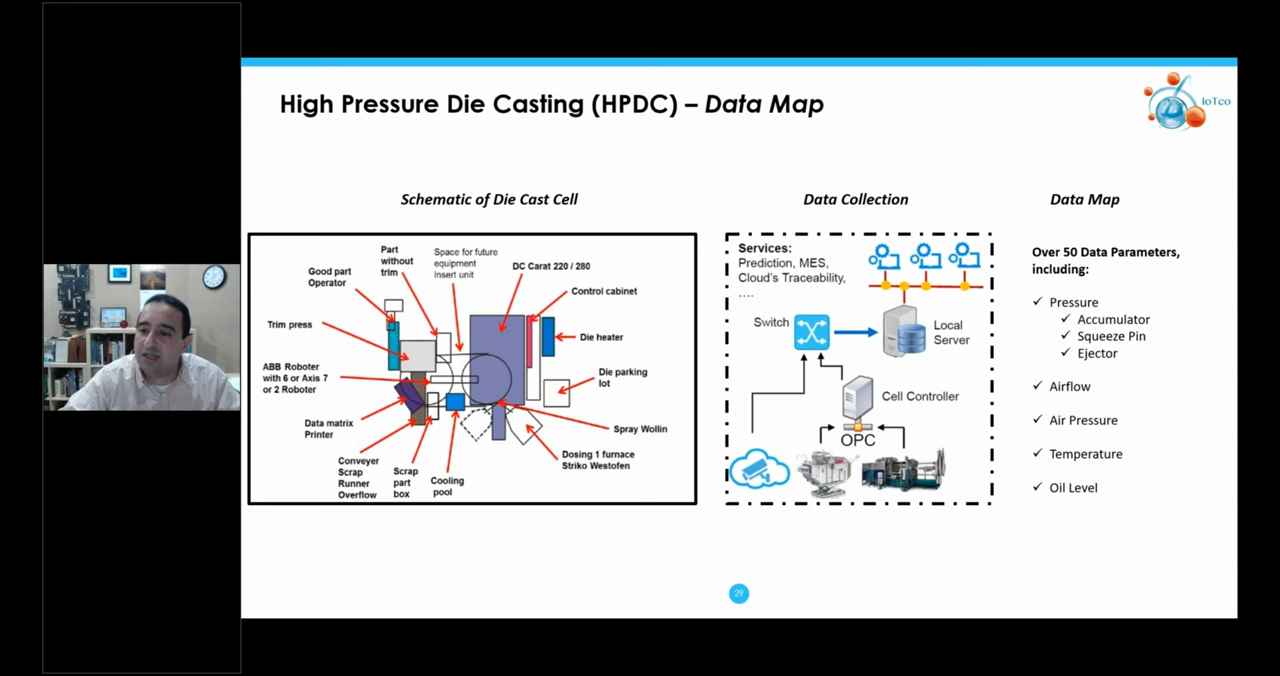 High Pressure Die Casting (HPDC) – Data Map
IoTco
Schematic of Die Cast Cell
Part
without
trim
Space for future
equipment
Insert unit
DC Carat 220 / 280
Good part
Operator
Control cabinet
Trim press
Die heater
ABB Roboter
with 6 or Axis 7
or 2 Roboter
Die parking
lot
Data matrix
Printer
Spray Wollin
Conveyer
Scrap
Runner
Overflow
Scrap
part
box
Cooling
pool
Dosing 1 furnace
Striko Westofen
Data Collection
Services:
Prediction, MES,
Cloud's Traceability,
....
Switch
Local
Server
Cell Controller
OPC
Data Map
Over 50 Data Parameters,
including:
✓ Pressure
✓ Accumulator
✓ Squeeze Pin
✓ Ejector
✓ Airflow
✓ Air Pressure
✓ Temperature
✓ Oil Level
29